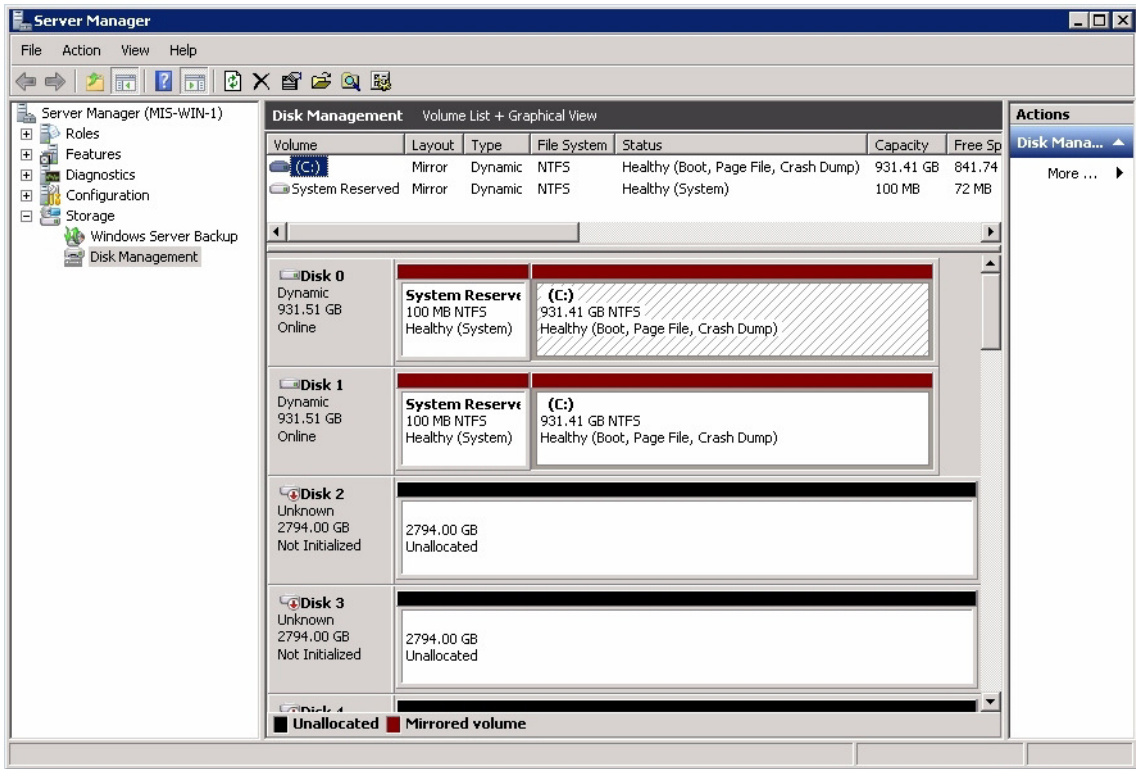 Server Manager
File Action View Help
Server Manager (MIS-WIN-1)
Roles
Features
Diagnostics
Configuration
Storage
Windows Server Backup
Disk Management
Disk Management Volume List + Graphical View
Volume Layout Type File System Status Capacity Free Sp
(C:) Mirror Dynamic NTFS Healthy (Boot, Page File, Crash Dump) 931.41 GB 841.74
System Reserved Mirror Dynamic NTFS Healthy (System) 100 MB 72 MB
Disk 0
Dynamic
931.51 GB
Online
System Reserve
100 MB NTFS
Healthy (System)
(C:)
931.41 GB NTFS
Healthy (Boot, Page File, Crash Dump)
Disk 1
Dynamic
931.51 GB
Online
System Reserve
100 MB NTFS
Healthy (System)
(C:)
931.41 GB NTFS
Healthy (Boot, Page File, Crash Dump)
Disk 2
Unknown
2794.00 GB
Not Initialized
2794.00 GB
Unallocated
Disk 3
Unknown
2794.00 GB
Not Initialized
2794.00 GB
Unallocated
Disk 4
Unallocated Mirrored volume
Actions
Disk Mana...
More ...